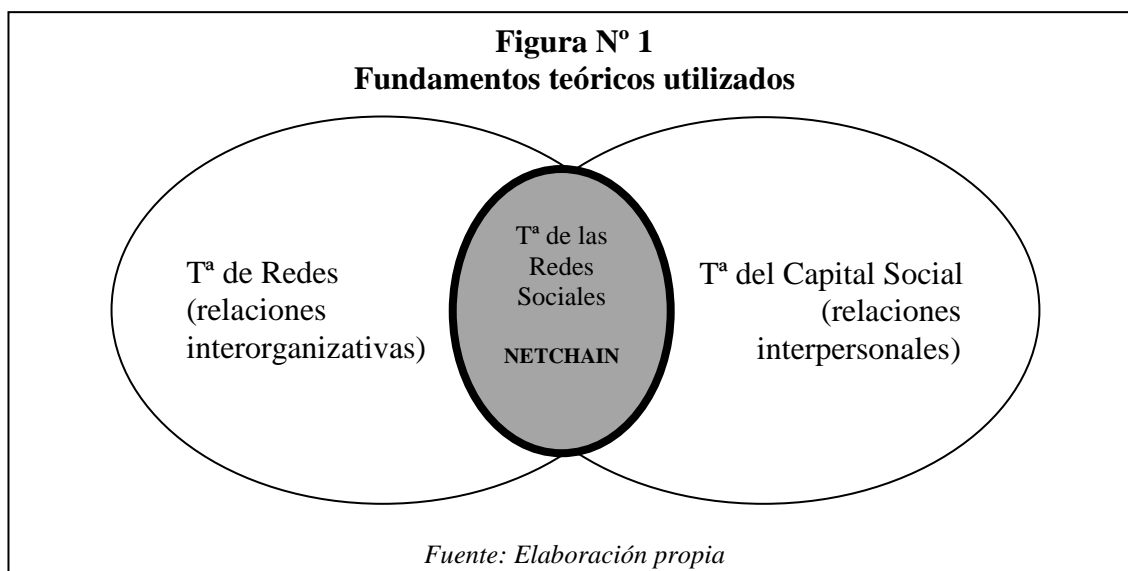 Figura Nº 1
Fundamentos teóricos utilizados
Tª de Redes
(relaciones
interorganizativas)
Tª de las
Redes
Sociales
NETCHAIN
Tª del Capital Social
(relaciones
interpersonales)
Fuente: Elaboración propia